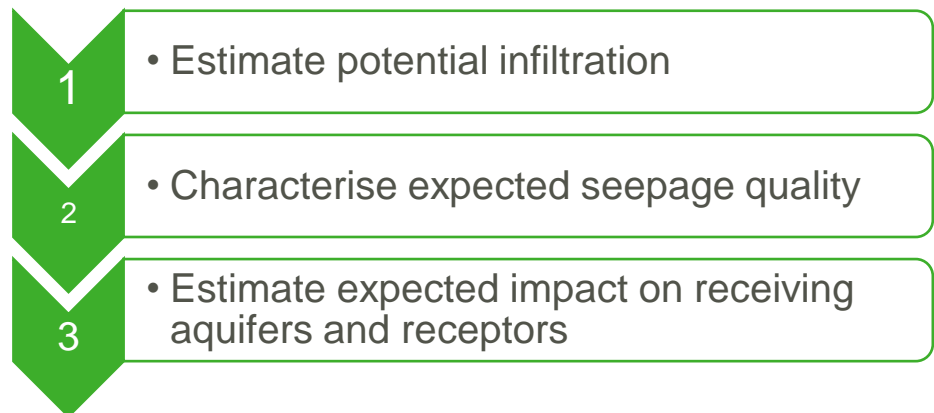 1
• Estimate potential infiltration
2
• Characterise expected seepage quality
3
• Estimate expected impact on receiving
aquifers and receptors